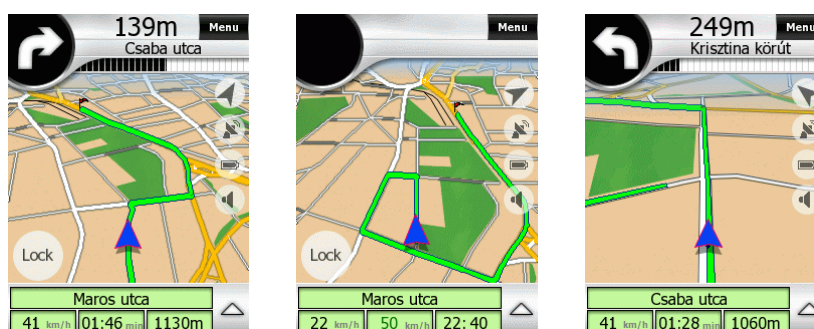 139m
Menu
Csaba utca
Lock
Maros utca
41 km/h 01:46 min 1130m
Menu
Lock
Maros utca
22 km/h 50 km/h 22:40
249m
Menu
Krisztina körút
Csaba utca
41 km/h 01:28 min 1060m